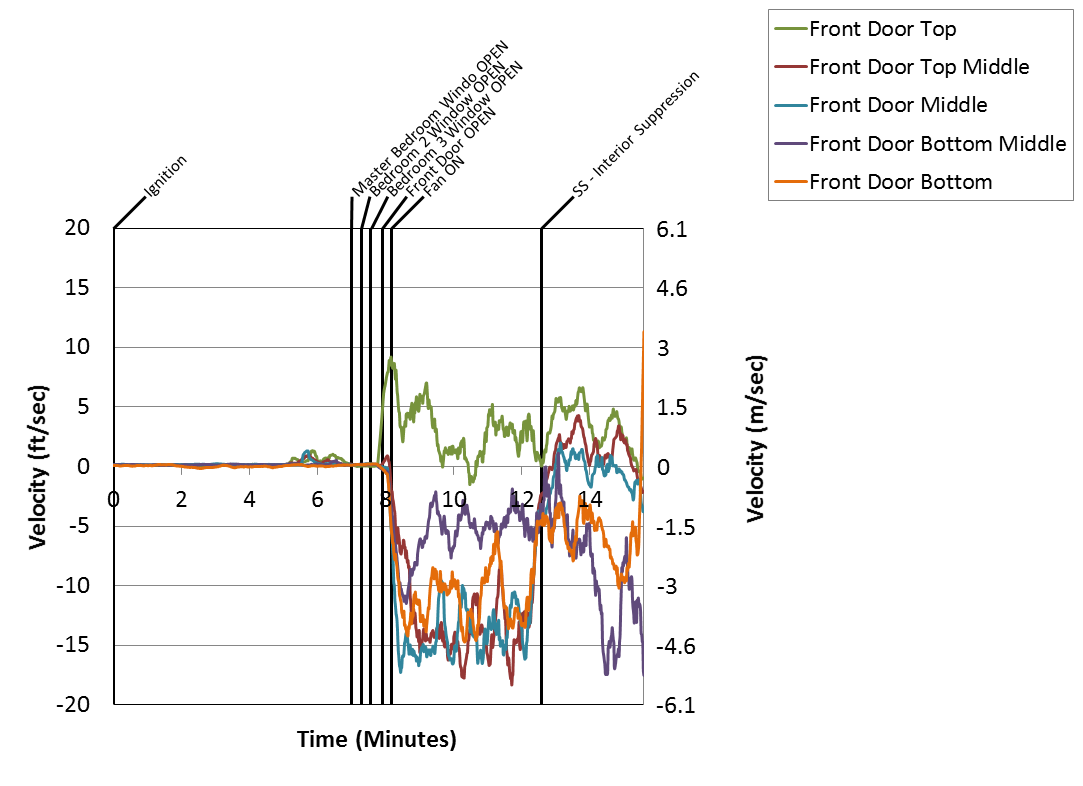 Front Door Top
Front Door Top Middle
Front Door Middle
Front Door Bottom Middle
Front Door Bottom
Ignition
Master Bedroom Windo OPEN
Bedroom 2 Window OPEN
Bedroom 3 Window OPEN
Front Door OPEN
Fan ON
SS - Interior Suppression
20
15
10
5
0
-5
-10
-15
-20
Velocity (ft/sec)
0
2
4
6
8
10
12
14
Time (Minutes)
6.1
4.6
3
1.5
0
-1.5
-3
-4.6
-6.1
Velocity (m/sec)